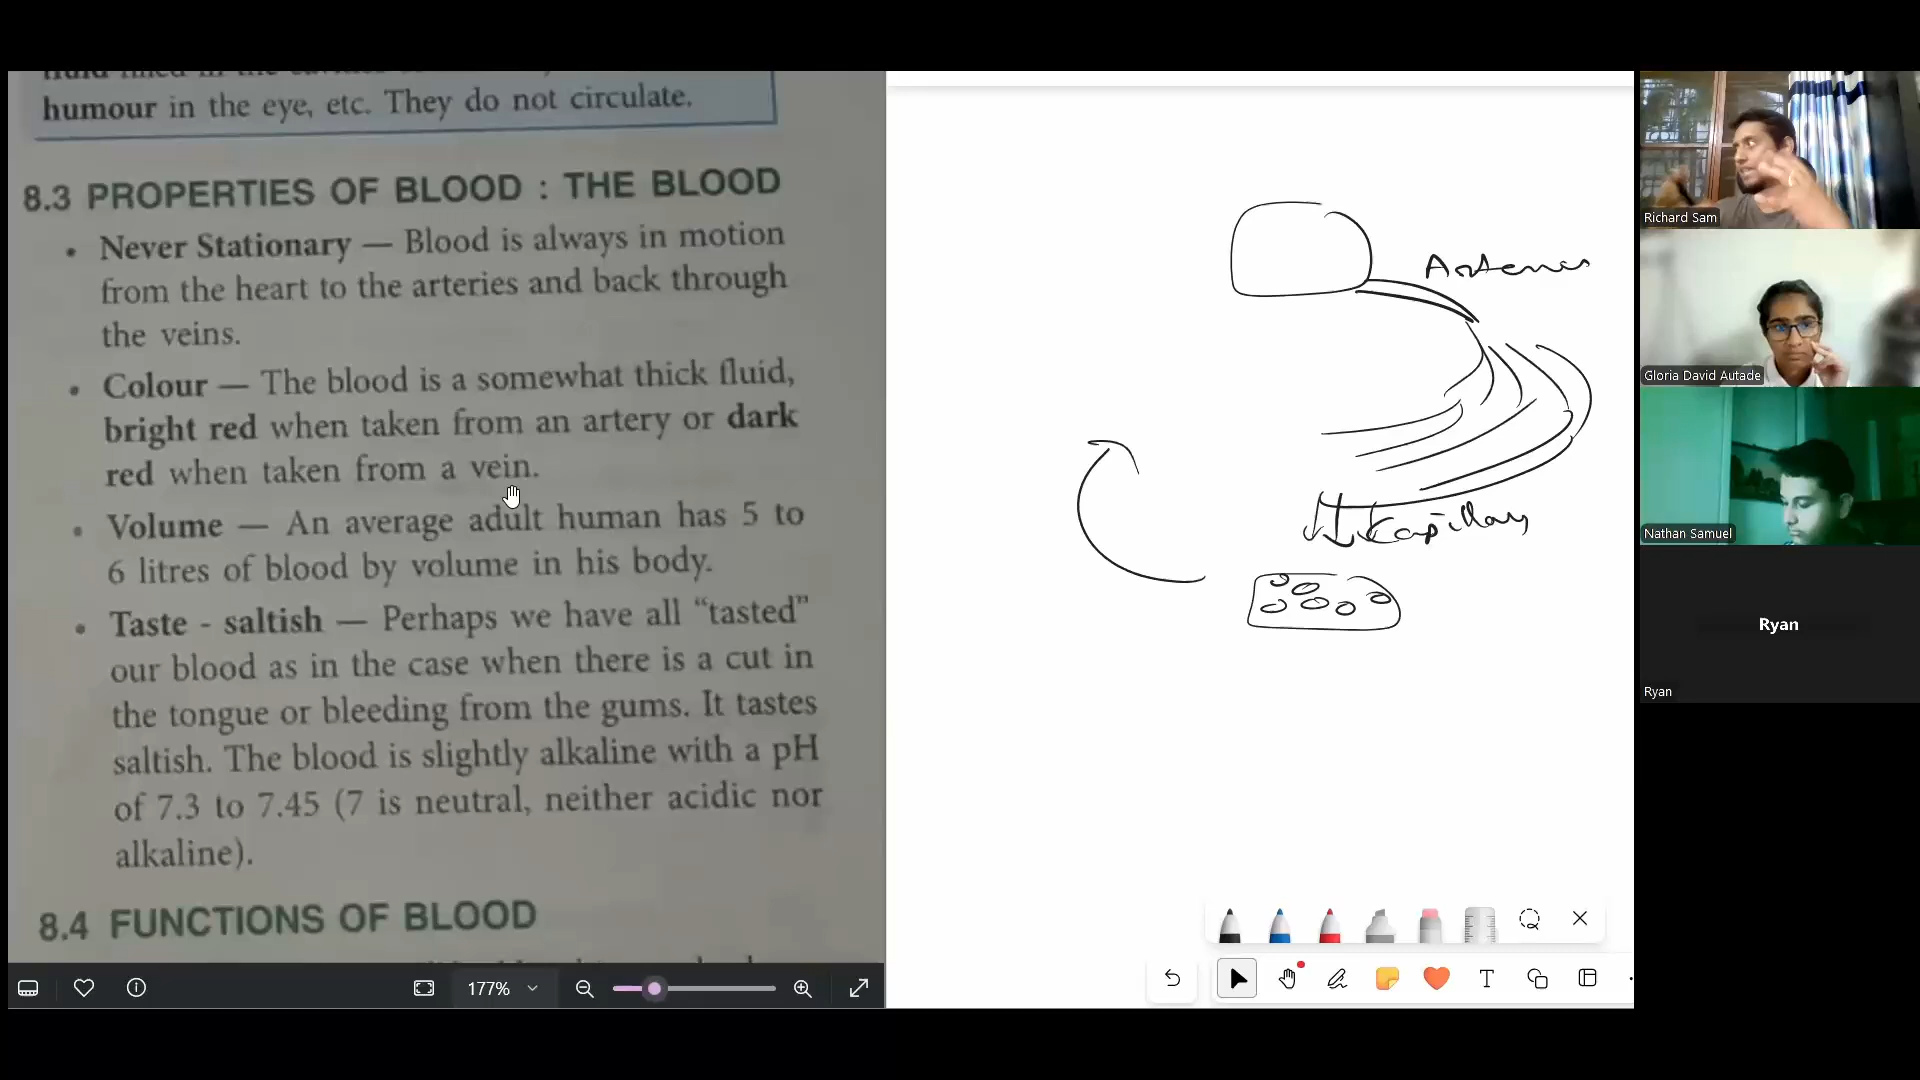 humour in the eye, etc. They do not circulate.
8.3 PROPERTIES OF BLOOD : THE BLOOD
• Never Stationary — Blood is always in motion
from the heart to the arteries and back through
the veins.
• Colour — The blood is a somewhat thick fluid,
bright red when taken from an artery or dark
red when taken from a vein.
• Volume — An average adult human has 5 to
6 litres of blood by volume in his body.
• Taste - saltish — Perhaps we have all “tasted”
our blood as in the case when there is a cut in
the tongue or bleeding from the gums. It tastes
saltish. The blood is slightly alkaline with a pH
of 7.3 to 7.45 (7 is neutral, neither acidic nor
alkaline).
8.4 FUNCTIONS OF BLOOD
177%
Capillary
T
Richard Sam
Gloria David Autade
Nathan Samuel
Ryan
Ryan